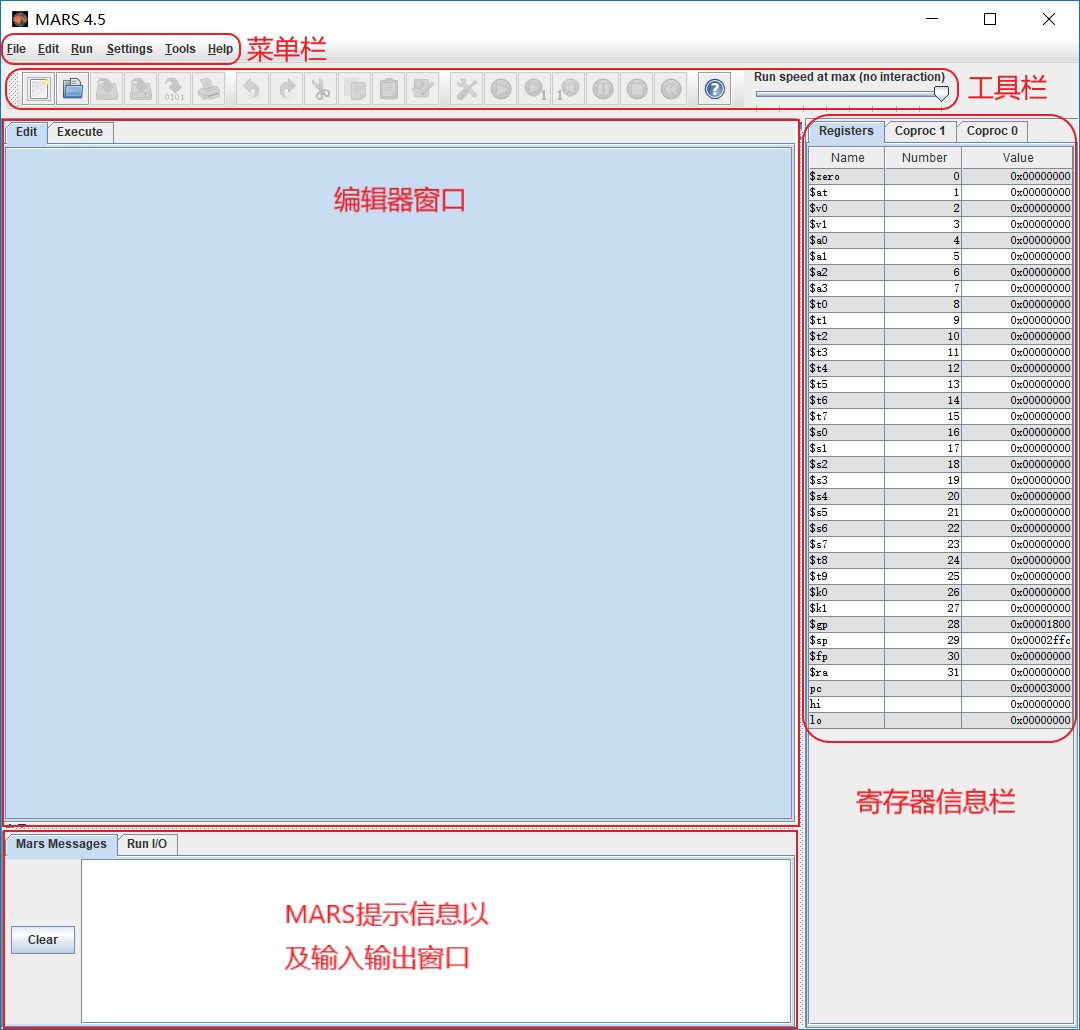 MARS 4.5
File Edit Run Settings Tools Help 菜单栏
0101 1 1 ? Run speed at max (no interaction) 工具栏
Edit Execute
编辑器窗口
Registers Coproc 1 Coproc 0
Name Number Value
$zero 0 0x00000000
$at 1 0x00000000
$v0 2 0x00000000
$v1 3 0x00000000
$a0 4 0x00000000
$a1 5 0x00000000
$a2 6 0x00000000
$a3 7 0x00000000
$t0 8 0x00000000
$t1 9 0x00000000
$t2 10 0x00000000
$t3 11 0x00000000
$t4 12 0x00000000
$t5 13 0x00000000
$t6 14 0x00000000
$t7 15 0x00000000
$s0 16 0x00000000
$s1 17 0x00000000
$s2 18 0x00000000
$s3 19 0x00000000
$s4 20 0x00000000
$s5 21 0x00000000
$s6 22 0x00000000
$s7 23 0x00000000
$t8 24 0x00000000
$t9 25 0x00000000
$k0 26 0x00000000
$k1 27 0x00000000
$gp 28 0x00001800
$sp 29 0x00002ffc
$fp 30 0x00000000
$ra 31 0x00000000
pc 0x00003000
hi 0x00000000
lo 0x00000000
寄存器信息栏
Mars Messages Run I/O
Clear
MARS提示信息以
及输入输出窗口